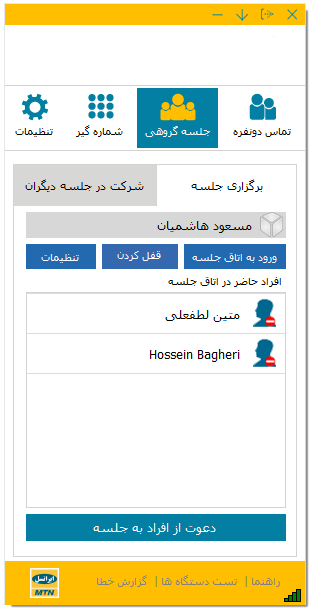 تماس دونفره
جلسه گروهی
شماره گیر
تنظیمات
برگزاری جلسه
شرکت در جلسه دیگران
مسعود هاشمیان
ورود به اتاق جلسه
قفل کردن
تنظیمات
افراد حاضر در اتاق جلسه
متین لطفعلی
Hossein Bagheri
دعوت از افراد به جلسه
راهنما | تست دستگاه ها | گزارش خطا
ایرانسل
MTN